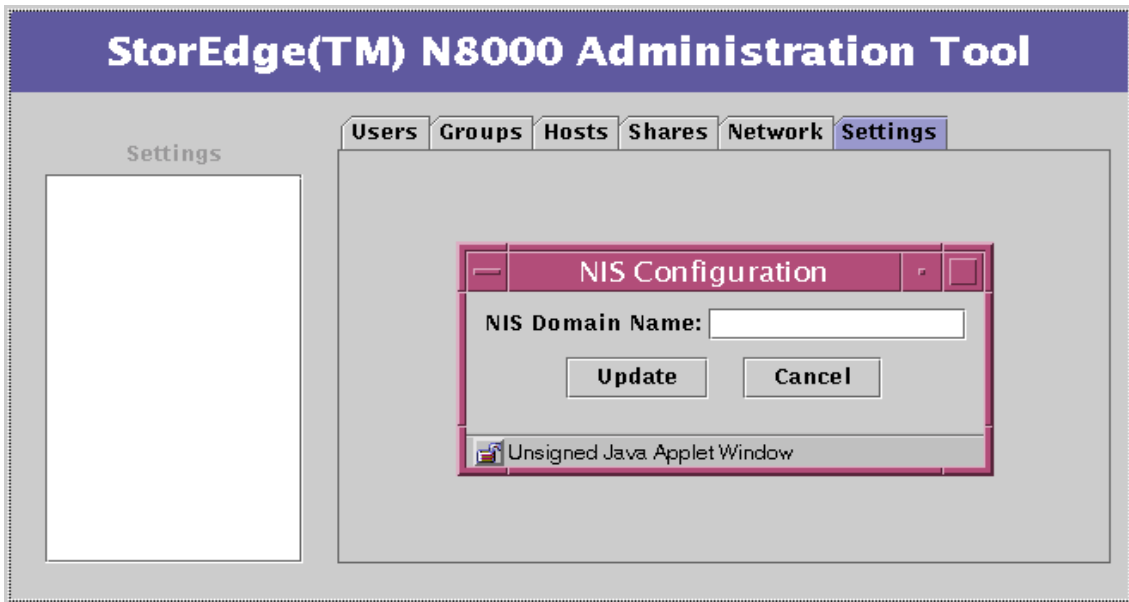 StorEdge(TM) N8000 Administration Tool
Users Groups Hosts Shares Network Settings
Settings
NIS Configuration
NIS Domain Name:
Update Cancel
Unsigned Java Applet Window